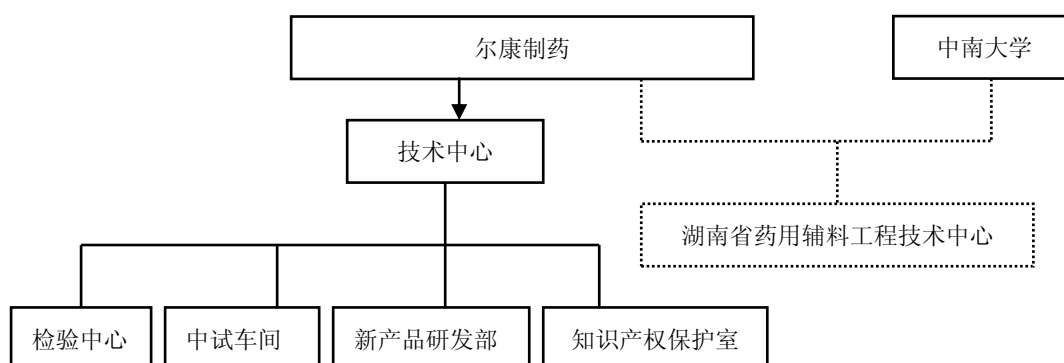 尔康制药
中南大学
技术中心
湖南省药用辅料工程技术中心
检验中心
中试车间
新产品研发部
知识产权保护室